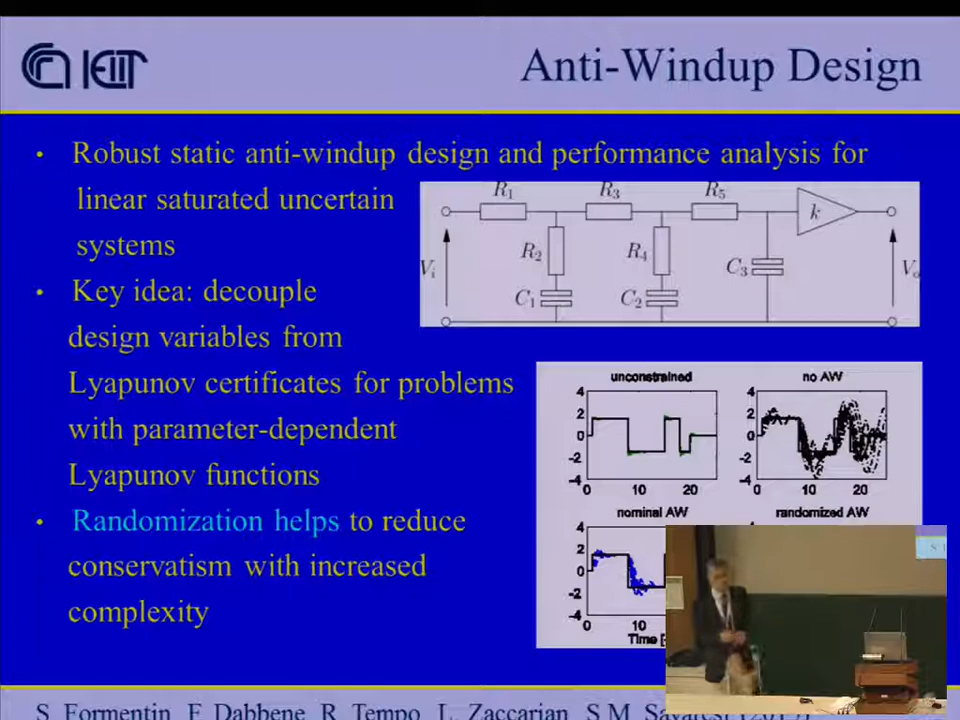 IEIIT
Anti-Windup Design
• Robust static anti-windup design and performance analysis for
linear saturated uncertain
systems
• Key idea: decouple
design variables from
Lyapunov certificates for problems
with parameter-dependent
Lyapunov functions
• Randomization helps to reduce
conservatism with increased
complexity
R1 R3 R5
k
R2 R4
Vi C3 Vo
C1 C2
unconstrained
4
2
0
-2
-4
0 10 20
no AW
4
2
0
-2
-4
0 10 20
nominal AW
4
2
0
-2
-4
0 10
Time [
randomized AW
S. Formentin, F. Dabbene, R. Tempo, L. Zaccarian, S.M. Savaresi